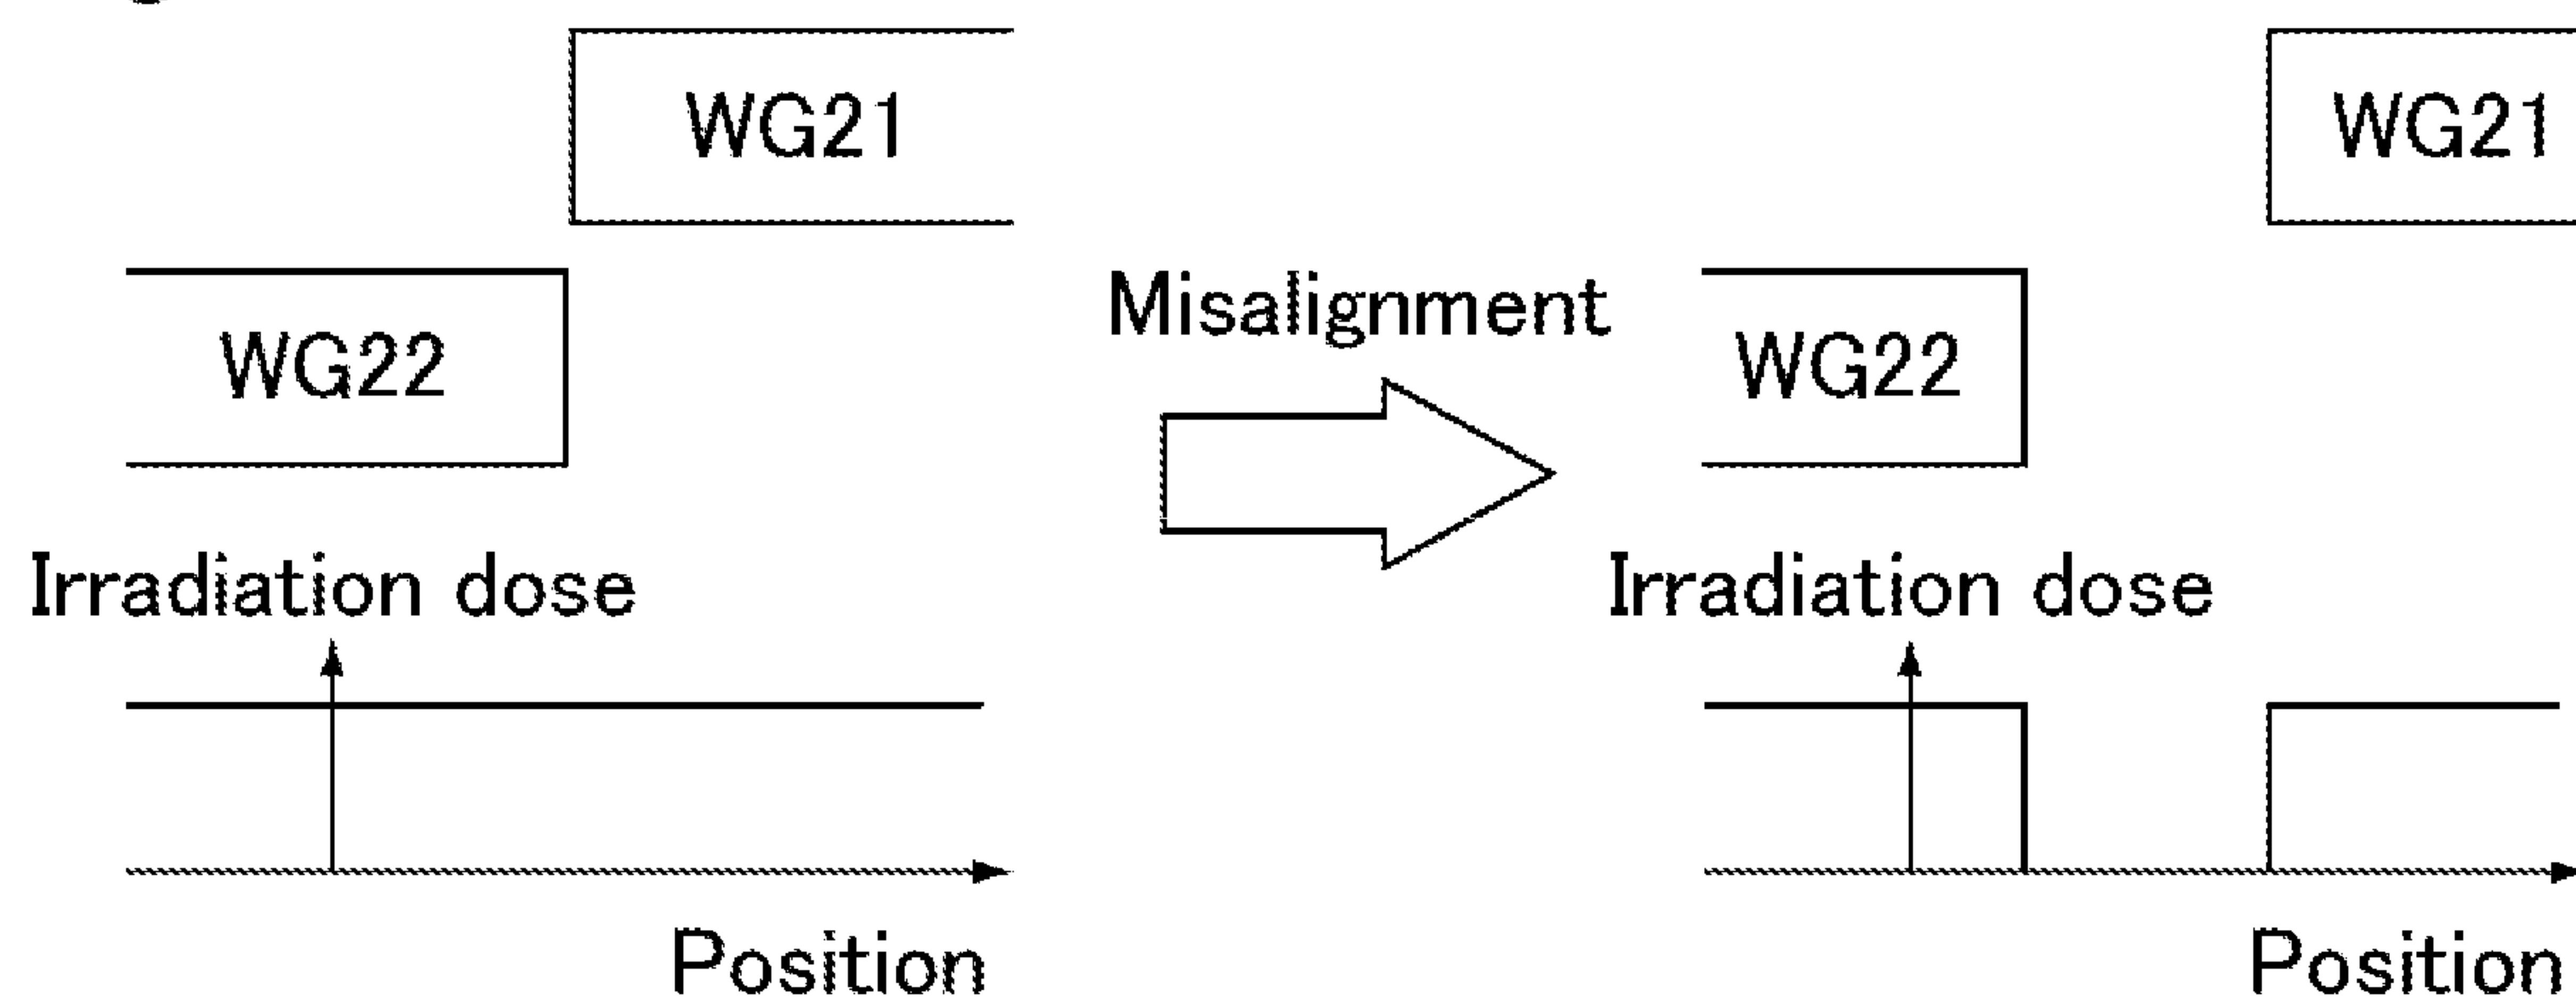 WG21
WG22
Irradiation dose
Position
Misalignment
WG21
WG22
Irradiation dose
Position